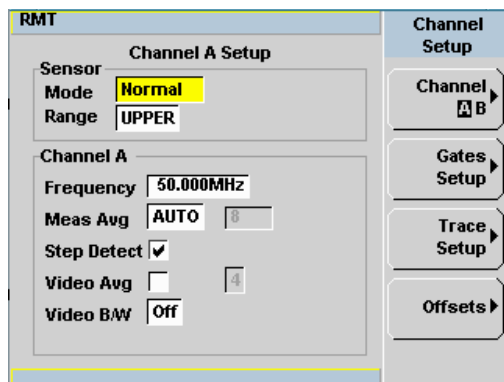 RMT
Channel A Setup
Sensor
Mode Normal
Range UPPER
Channel A
Frequency 50.000MHz
Meas Avg AUTO 8
Step Detect
Video Avg 4
Video B/W Off
Channel
Setup
Channel
A B
Gates
Setup
Trace
Setup
Offsets